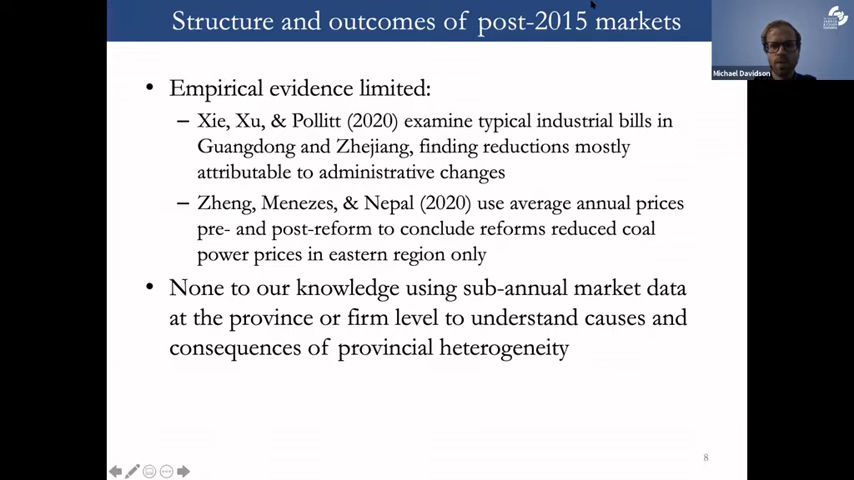 Structure and outcomes of post-2015 markets
Michael Davidson
• Empirical evidence limited:
– Xie, Xu, & Pollitt (2020) examine typical industrial bills in
Guangdong and Zhejiang, finding reductions mostly
attributable to administrative changes
– Zheng, Menezes, & Nepal (2020) use average annual prices
pre- and post-reform to conclude reforms reduced coal
power prices in eastern region only
• None to our knowledge using sub-annual market data
at the province or firm level to understand causes and
consequences of provincial heterogeneity
8